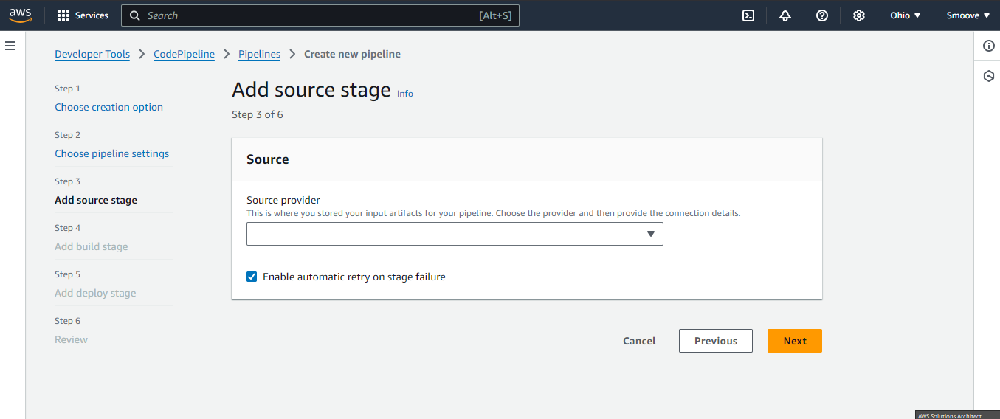 aws
Services
Search
[Alt+S]
Ohio ▼
Smoove ▼
Developer Tools > CodePipeline > Pipelines > Create new pipeline
Step 1
Choose creation option
Step 2
Choose pipeline settings
Step 3
Add source stage
Step 4
Add build stage
Step 5
Add deploy stage
Step 6
Review
Add source stage Info
Step 3 of 6
Source
Source provider
This is where you stored your input artifacts for your pipeline. Choose the provider and then provide the connection details.
Enable automatic retry on stage failure
Cancel
Previous
Next
AWS Solutions Architect